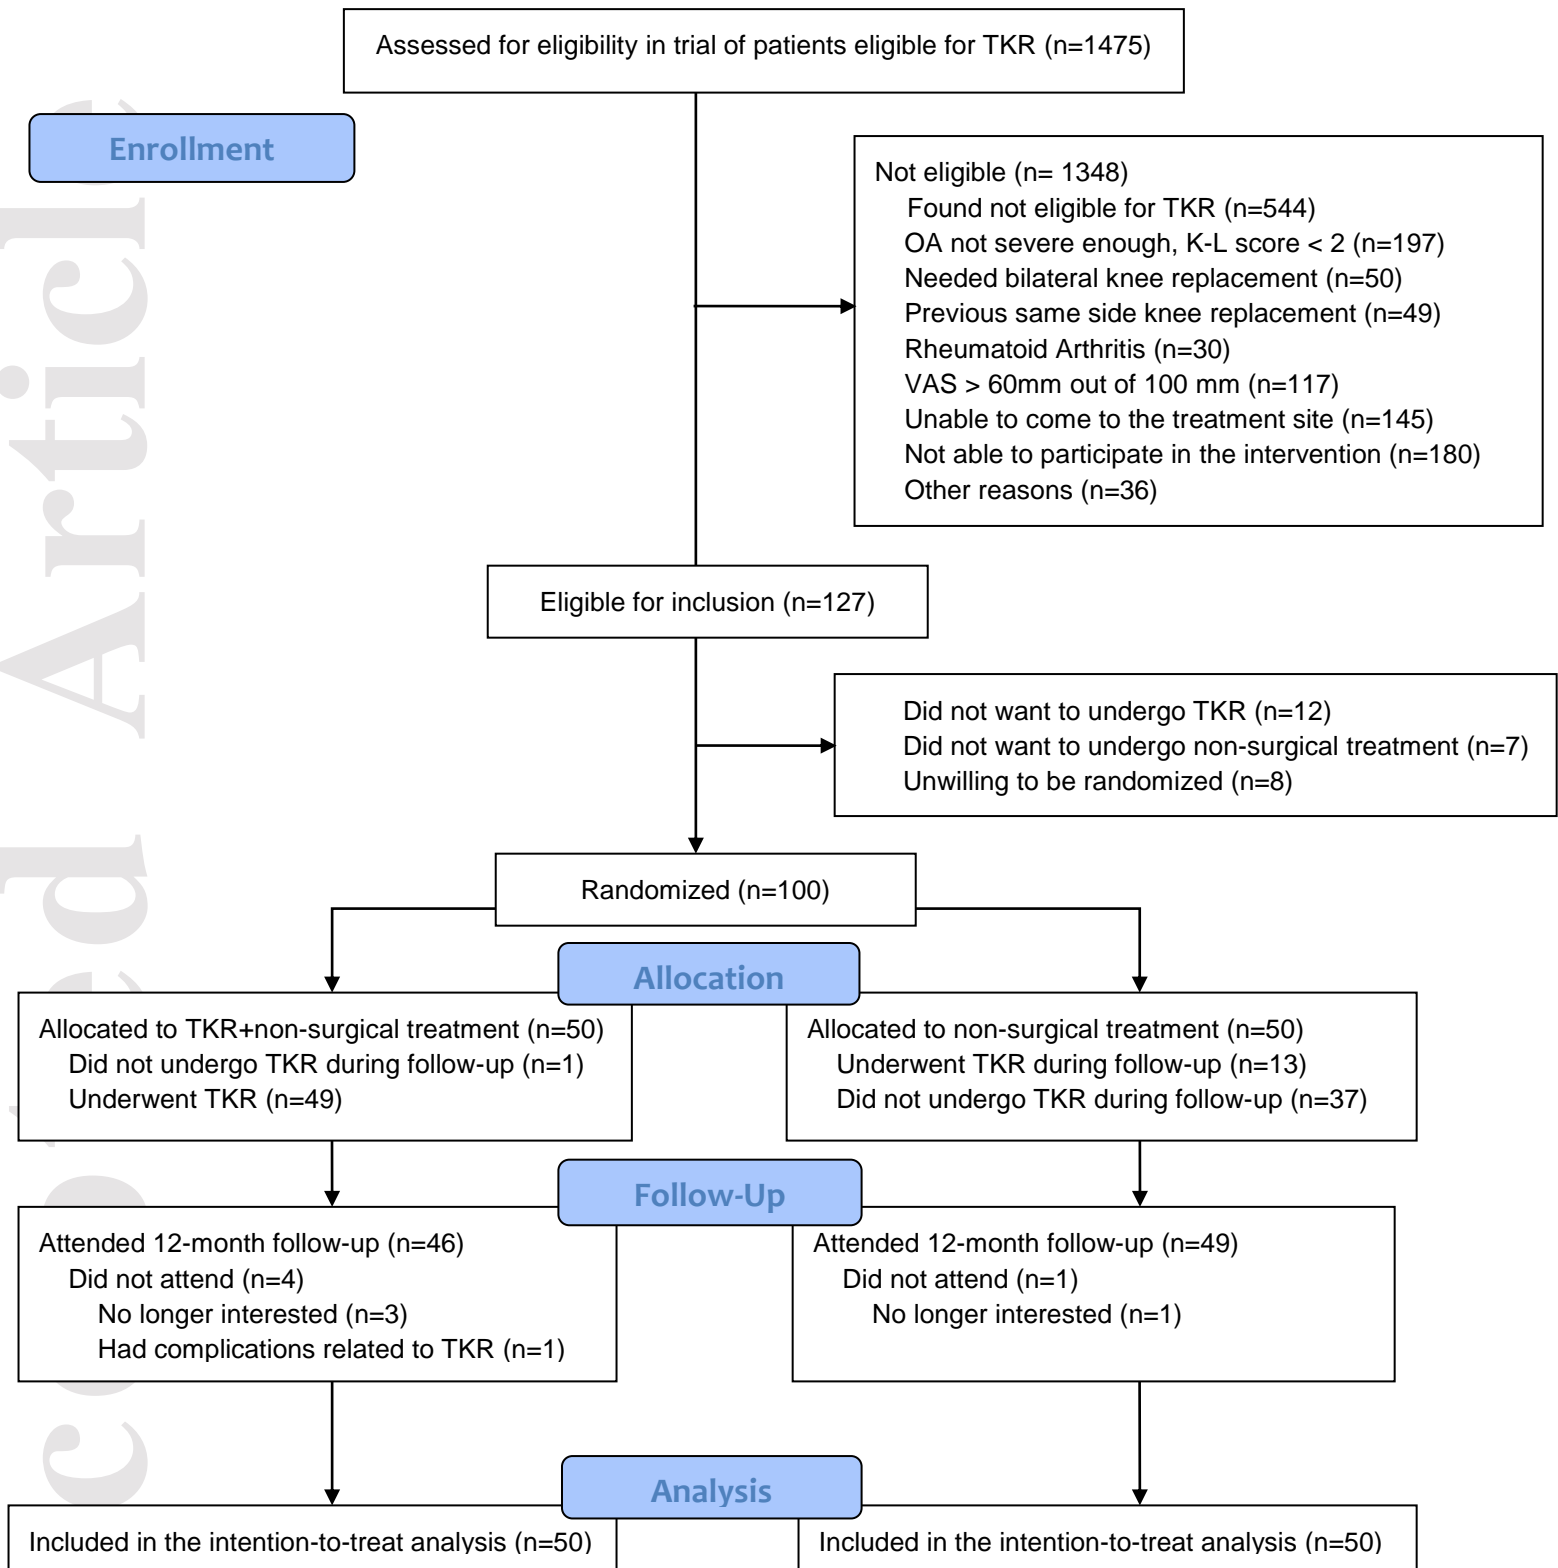 Assessed for eligibility in trial of patients eligible for TKR (n=1475)
Enrollment
Not eligible (n= 1348)
Found not eligible for TKR (n=544)
OA not severe enough, K-L score < 2 (n=197)
Needed bilateral knee replacement (n=50)
Previous same side knee replacement (n=49)
Rheumatoid Arthritis (n=30)
VAS > 60mm out of 100 mm (n=117)
Unable to come to the treatment site (n=145)
Not able to participate in the intervention (n=180)
Other reasons (n=36)
Eligible for inclusion (n=127)
Did not want to undergo TKR (n=12)
Did not want to undergo non-surgical treatment (n=7)
Unwilling to be randomized (n=8)
Randomized (n=100)
Allocation
Allocated to TKR+non-surgical treatment (n=50)
Did not undergo TKR during follow-up (n=1)
Underwent TKR (n=49)
Allocated to non-surgical treatment (n=50)
Underwent TKR during follow-up (n=13)
Did not undergo TKR during follow-up (n=37)
Follow-Up
Attended 12-month follow-up (n=46)
Did not attend (n=4)
No longer interested (n=3)
Had complications related to TKR (n=1)
Attended 12-month follow-up (n=49)
Did not attend (n=1)
No longer interested (n=1)
Analysis
Included in the intention-to-treat analysis (n=50)
Included in the intention-to-treat analysis (n=50)
Article